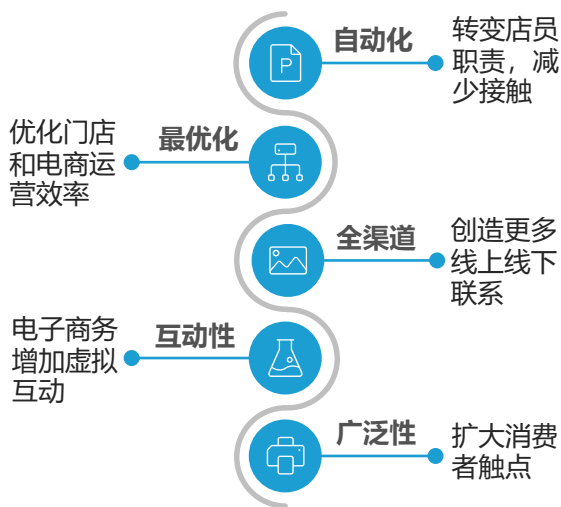 自动化
转变店员
职责，减
少接触
最优化
优化门店
和电商运
营效率
全渠道
创造更多
线上线下
联系
互动性
电子商务
增加虚拟
互动
广泛性
扩大消费
者触点
P